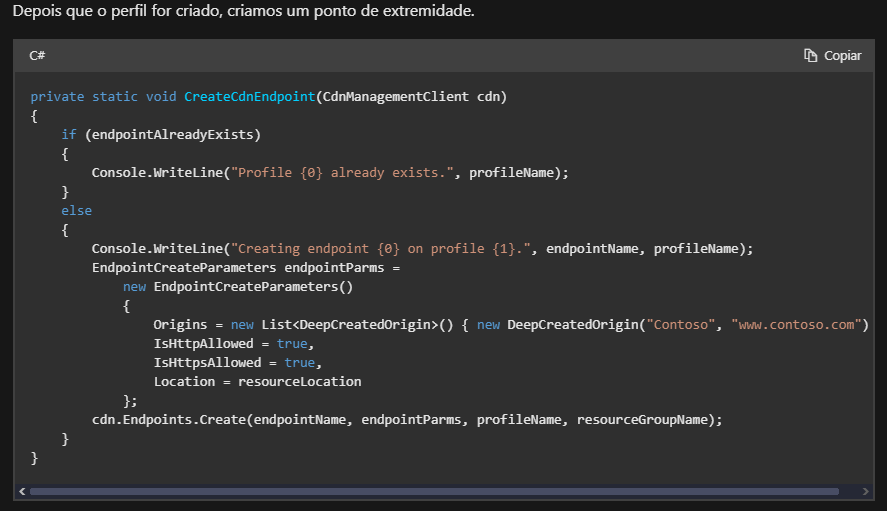 Depois que o perfil for criado, criamos um ponto de extremidade.
C#
Copiar
private static void CreateCdnEndpoint(CdnManagementClient cdn)
{
    if (endpointAlreadyExists)
    {
        Console.WriteLine("Profile {0} already exists.", profileName);
    }
    else
    {
        Console.WriteLine("Creating endpoint {0} on profile {1}.", endpointName, profileName);
        EndpointCreateParameters endpointParms =
            new EndpointCreateParameters()
            {
                Origins = new List<DeepCreatedOrigin>() { new DeepCreatedOrigin("Contoso", "www.contoso.com")
                IsHttpAllowed = true,
                IsHttpsAllowed = true,
                Location = resourceLocation
            };
        cdn.Endpoints.Create(endpointName, endpointParms, profileName, resourceGroupName);
    }
}